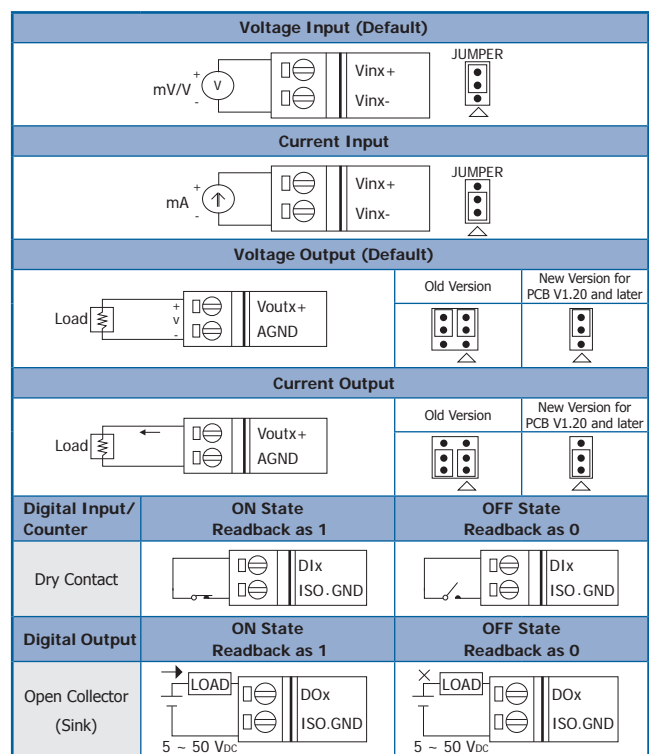 Voltage Input (Default)
JUMPER
mV/V
+
V
-
Vinx+
Vinx-
Current Input
JUMPER
mA
+
-
Vinx+
Vinx-
Voltage Output (Default)
Load
+
v
-
Voutx+
AGND
Old Version
New Version for
PCB V1.20 and later
Current Output
Load
Voutx+
AGND
Old Version
New Version for
PCB V1.20 and later
Digital Input/
Counter
ON State
Readback as 1
OFF State
Readback as 0
Dry Contact
DIx
ISO.GND
DIx
ISO.GND
Digital Output
ON State
Readback as 1
OFF State
Readback as 0
Open Collector
(Sink)
LOAD
DOx
ISO.GND
5 ~ 50 VDC
LOAD
DOx
ISO.GND
5 ~ 50 VDC